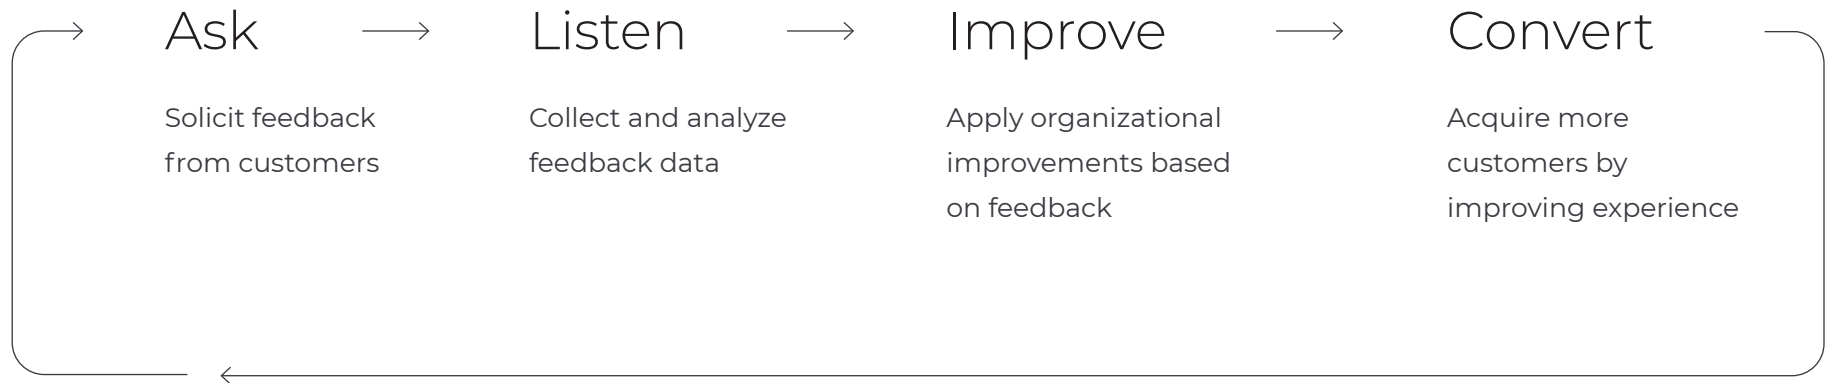 Ask
Solicit feedback
from customers
Listen
Collect and analyze
feedback data
Improve
Apply organizational
improvements based
on feedback
Convert
Acquire more
customers by
improving experience